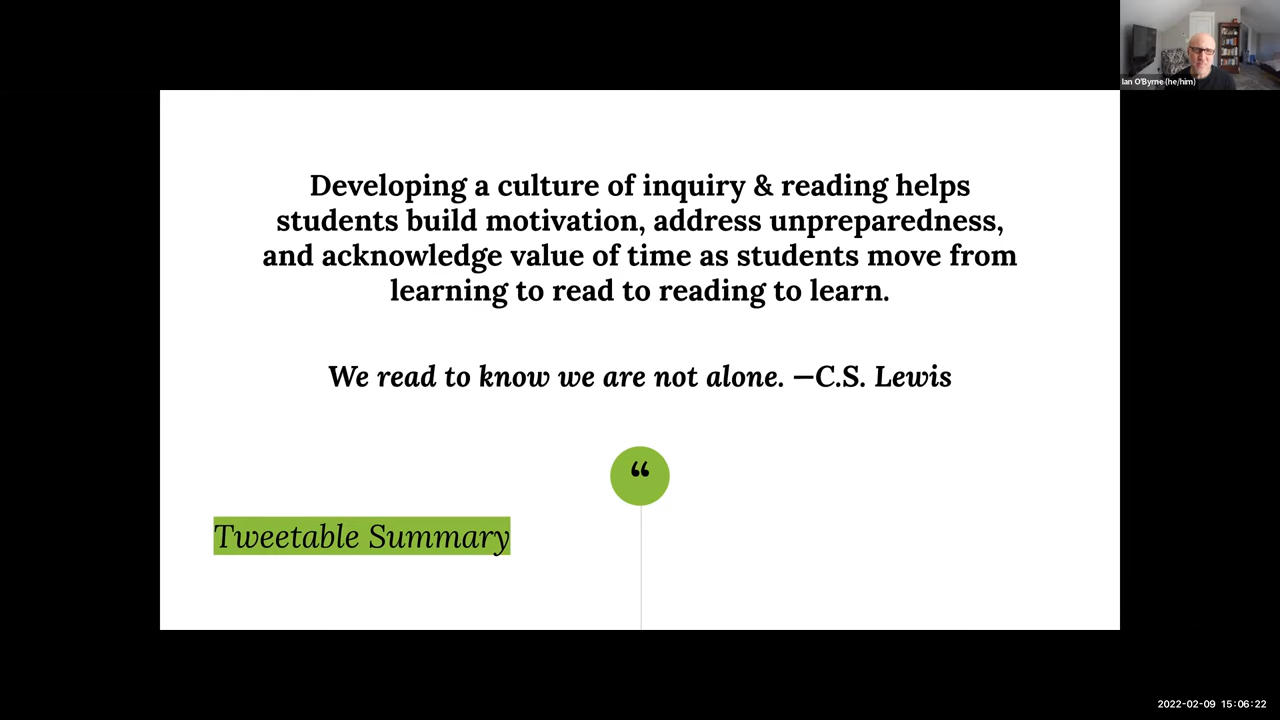 Ian O'Byrne (he/him)
Developing a culture of inquiry & reading helps
students build motivation, address unpreparedness,
and acknowledge value of time as students move from
learning to read to reading to learn.
We read to know we are not alone. —C.S. Lewis
“
Tweetable Summary
2022-02-09 15:06:22